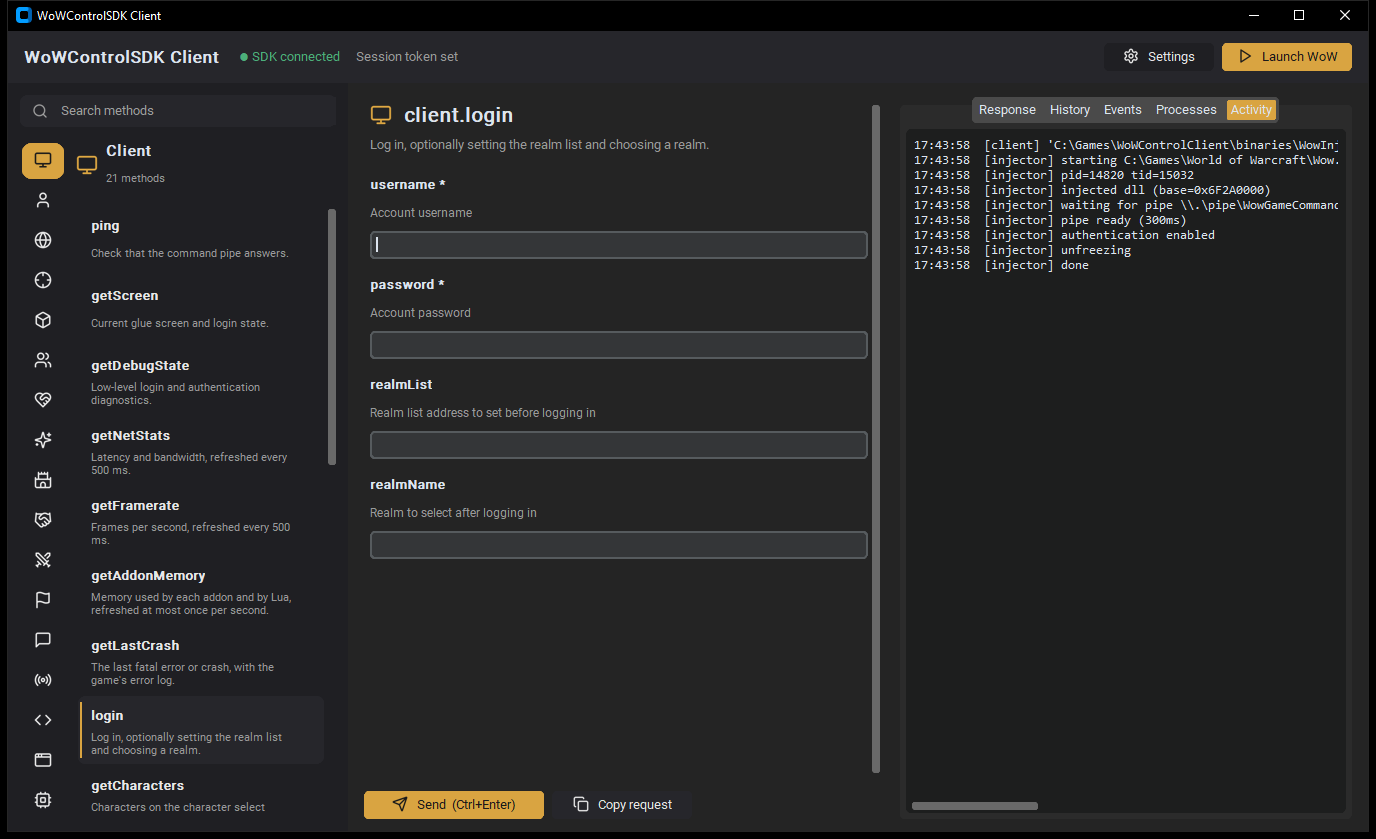 WoWControlSDK Client
WoWControlSDK Client
SDK connected
Session token set
Settings
Launch WoW
Search methods
Client
21 methods
ping
Check that the command pipe answers.
getScreen
Current glue screen and login state.
getDebugState
Low-level login and authentication
diagnostics.
getNetStats
Latency and bandwidth, refreshed every
500 ms.
getFramerate
Frames per second, refreshed every 500
ms.
getAddonMemory
Memory used by each addon and by Lua,
refreshed at most once per second.
getLastCrash
The last fatal error or crash, with the
game's error log.
login
Log in, optionally setting the realm list
and choosing a realm.
getCharacters
Characters on the character select
client.login
Log in, optionally setting the realm list and choosing a realm.
username *
Account username
password *
Account password
realmList
Realm list address to set before logging in
realmName
Realm to select after logging in
Send (Ctrl+Enter)
Copy request
Response History Events Processes Activity
17:43:58 [client] 'C:\Games\WoWControlClient\binaries\WowInj
17:43:58 [injector] starting C:\Games\World of Warcraft\Wow.
17:43:58 [injector] pid=14820 tid=15032
17:43:58 [injector] injected dll (base=0x6F2A0000)
17:43:58 [injector] waiting for pipe \\.\pipe\WowGameCommand
17:43:58 [injector] pipe ready (300ms)
17:43:58 [injector] authentication enabled
17:43:58 [injector] unfreezing
17:43:58 [injector] done